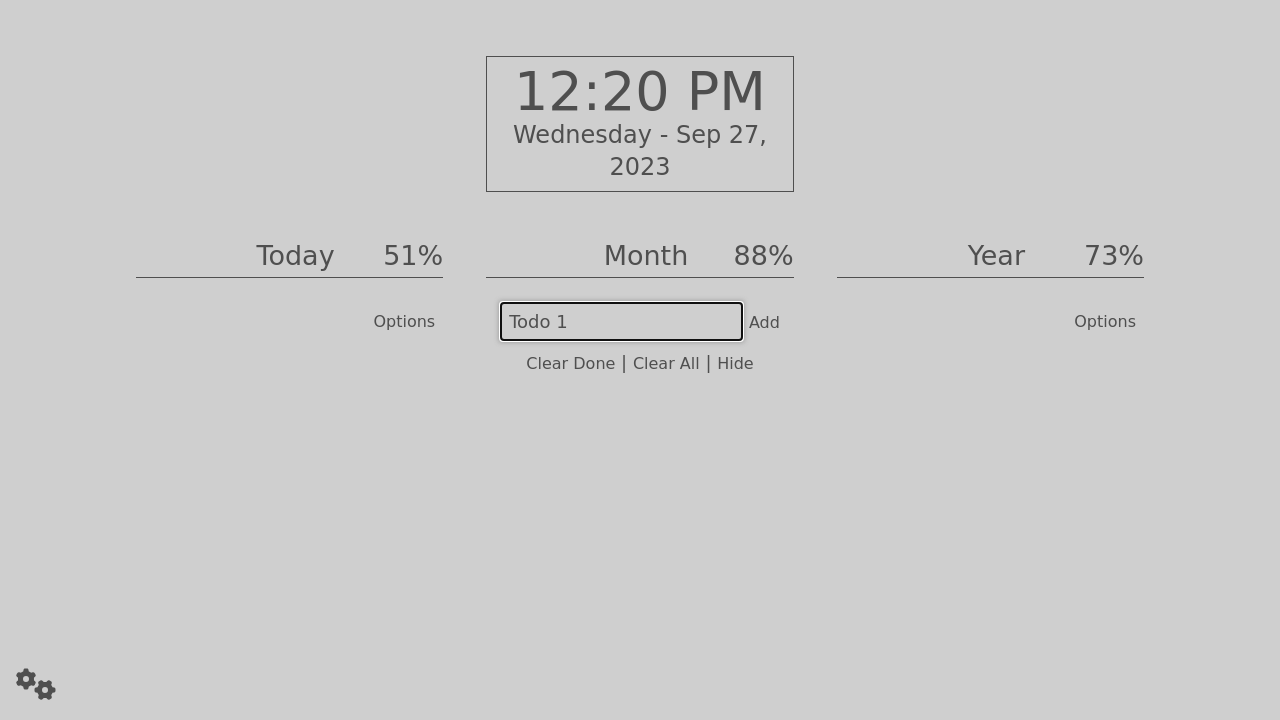 12:20 PM
Wednesday - Sep 27,
2023
Today 51%
Month 88%
Year 73%
Options
Todo 1
Add
Options
Clear Done | Clear All | Hide